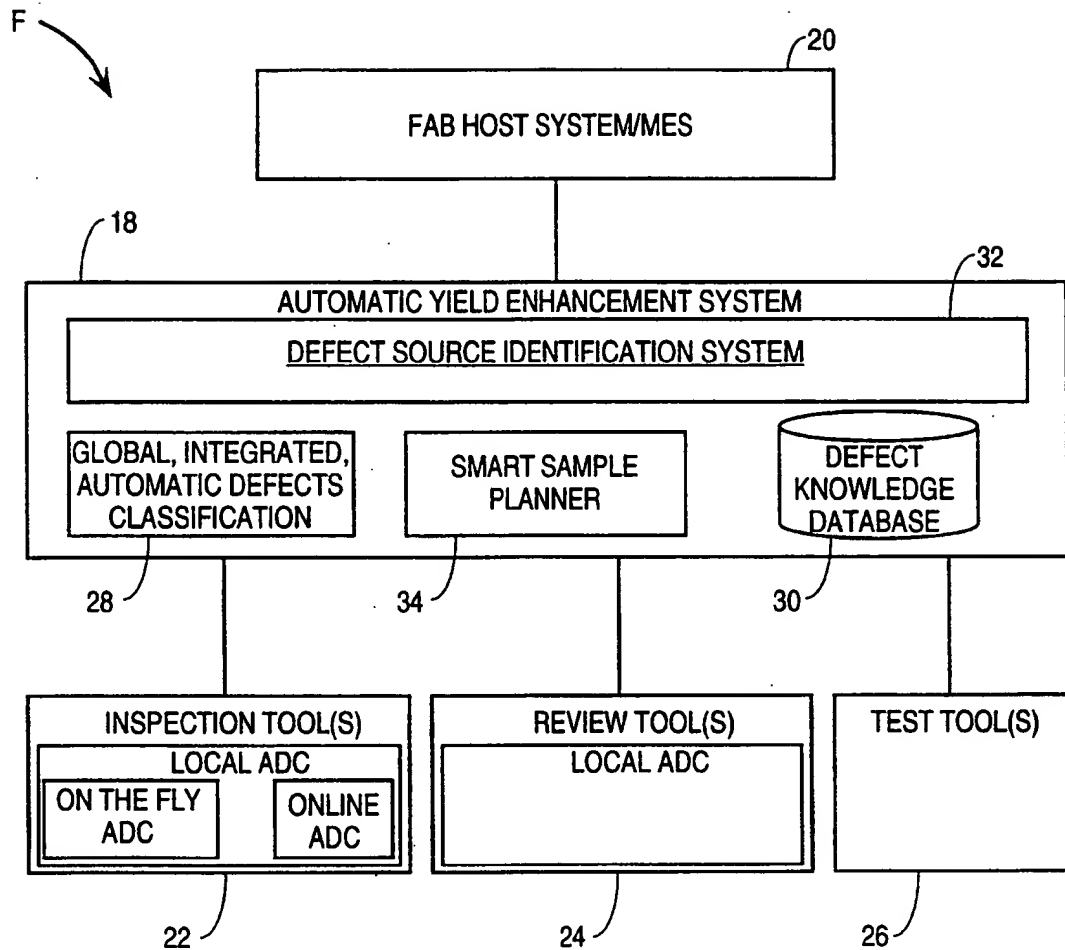 F
20
FAB HOST SYSTEM/MES
18
32
AUTOMATIC YIELD ENHANCEMENT SYSTEM
DEFECT SOURCE IDENTIFICATION SYSTEM
GLOBAL, INTEGRATED,
AUTOMATIC DEFECTS
CLASSIFICATION
SMART SAMPLE
PLANNER
DEFECT
KNOWLEDGE
DATABASE
28
34
30
INSPECTION TOOL(S)
LOCAL ADC
ON THE FLY
ADC
ONLINE
ADC
REVIEW TOOL(S)
LOCAL ADC
TEST TOOL(S)
22
24
26